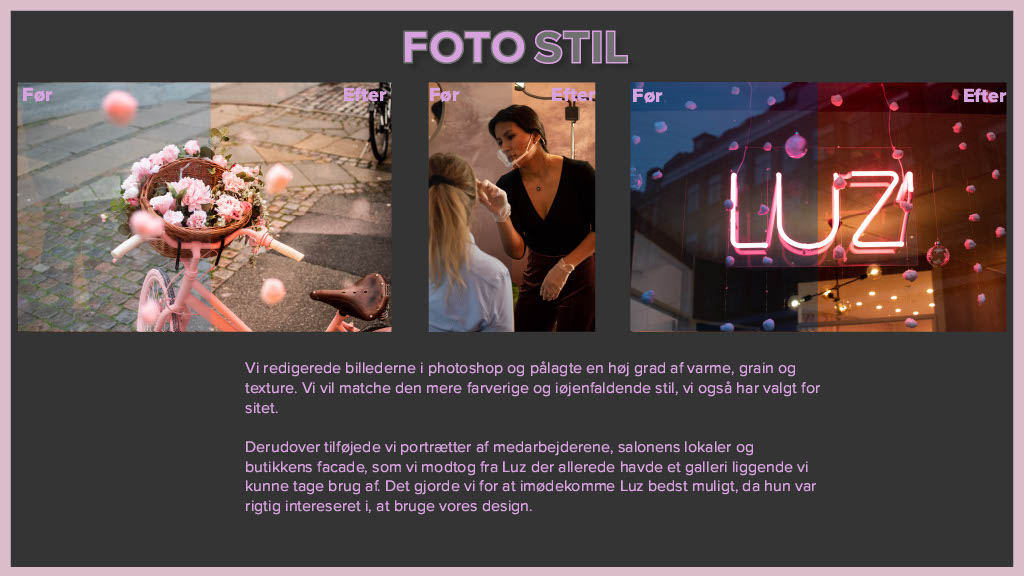 FOTO STIL
Før Efter
Før Efter
Før Efter
LUZ
Vi redigerede billederne i photoshop og pålagte en høj grad af varme, grain og
texture. Vi vil matche den mere farverige og iøjenfaldende stil, vi også har valgt for
sitet.
Derudover tilføjede vi portrætter af medarbejderene, salonens lokaler og
butikkens facade, som vi modtog fra Luz der allerede havde et galleri liggende vi
kunne tage brug af. Det gjorde vi for at imødekomme Luz bedst muligt, da hun var
rigtig intereseret i, at bruge vores design.